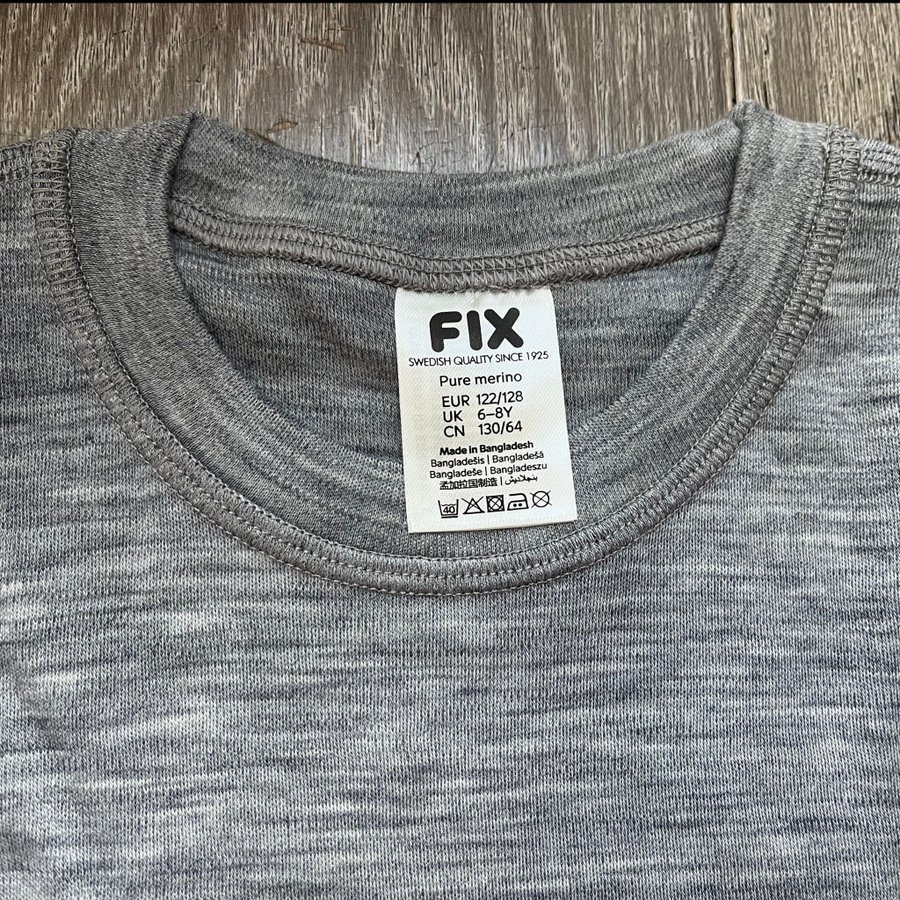 FIX
SWEDISH QUALITY SINCE 1925
Pure merino
EUR 122/128
UK 6–8Y
CN 130/64
Made in Bangladesh
Bangladešis | Bangladešā
Bangladeše | Bangladeszu
孟加拉国制造 | بنجلاديش
40